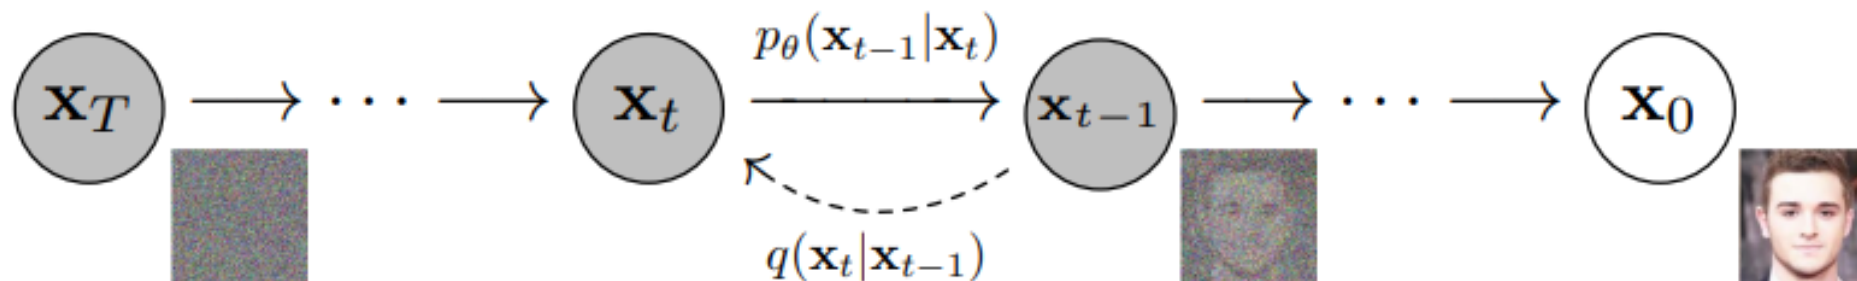 p_θ(x_{t−1}|x_t)
x_T ⟶ ··· ⟶ x_t ⟶ x_{t−1} ⟶ ··· ⟶ x_0
q(x_t|x_{t−1})